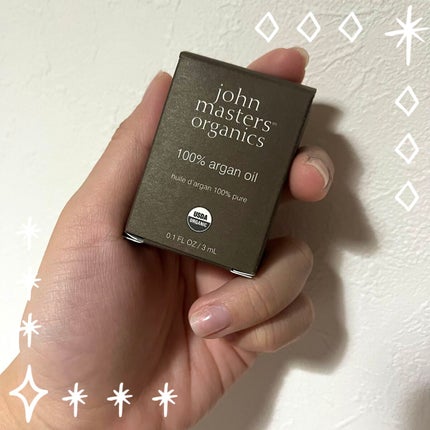 john
masters
organics
100% argan oil
huile d'argan 100% pure
USDA
ORGANIC
0.1 FL OZ / 3 mL